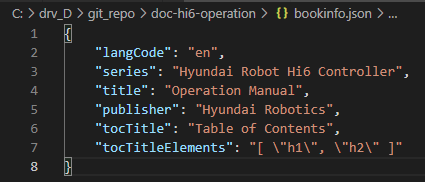 C: > drv_D > git_repo > doc-hi6-operation > {} bookinfo.json > ...
1 {
2 "langCode": "en",
3 "series": "Hyundai Robot Hi6 Controller",
4 "title": "Operation Manual",
5 "publisher": "Hyundai Robotics",
6 "tocTitle": "Table of Contents",
7 "tocTitleElements": "[ \"h1\", \"h2\" ]"
8 }